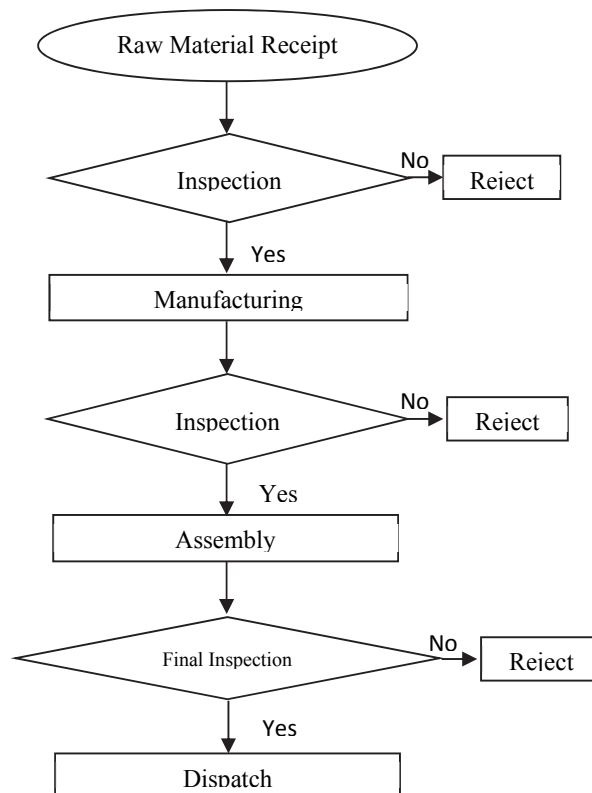 Raw Material Receipt
No
Inspection
Reject
Yes
Manufacturing
No
Inspection
Reject
Yes
Assembly
No
Final Inspection
Reject
Yes
Dispatch